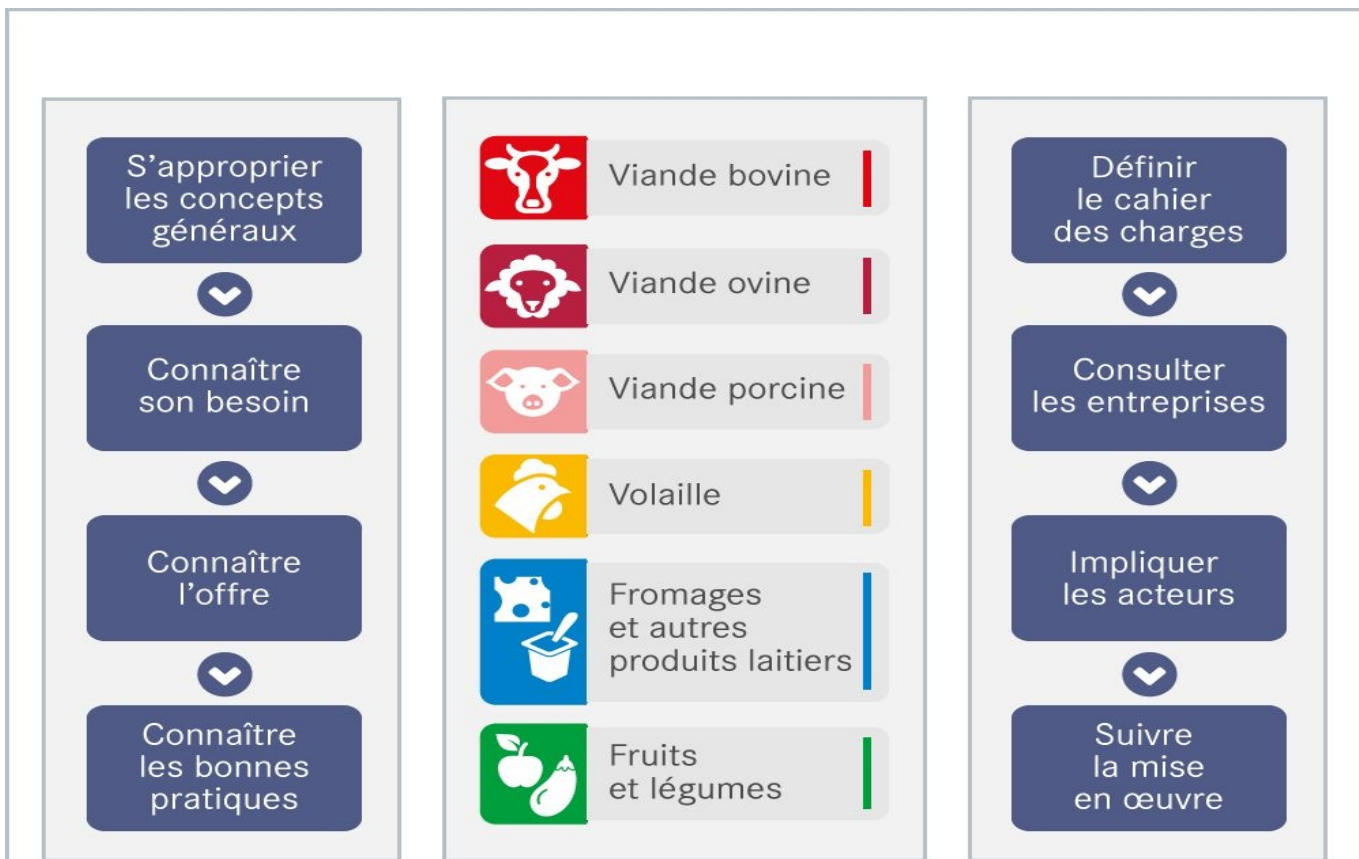 S'approprier
les concepts
généraux
Connaître
son besoin
Connaître
l'offre
Connaître
les bonnes
pratiques
Viande bovine
Viande ovine
Viande porcine
Volaille
Fromages
et autres
produits laitiers
Fruits
et légumes
Définir
le cahier
des charges
Consulter
les entreprises
Impliquer
les acteurs
Suivre
la mise
en œuvre